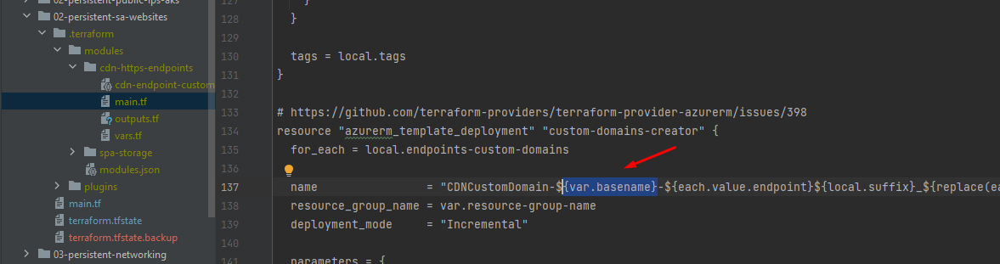 02-persistent-public-ips-aks
02-persistent-sa-websites
.terraform
modules
cdn-https-endpoints
cdn-endpoint-custom
main.tf
outputs.tf
vars.tf
spa-storage
modules.json
plugins
main.tf
terraform.tfstate
terraform.tfstate.backup
03-persistent-networking
127 }
128 }
129
130 tags = local.tags
131 }
132
133 # https://github.com/terraform-providers/terraform-provider-azurerm/issues/398
134 resource "azurerm_template_deployment" "custom-domains-creator" {
135 for_each = local.endpoints-custom-domains
136
137 name = "CDNCustomDomain-${var.basename}-${each.value.endpoint}${local.suffix}_${replace(ea
138 resource_group_name = var.resource-group-name
139 deployment_mode = "Incremental"
140
141 parameters = {